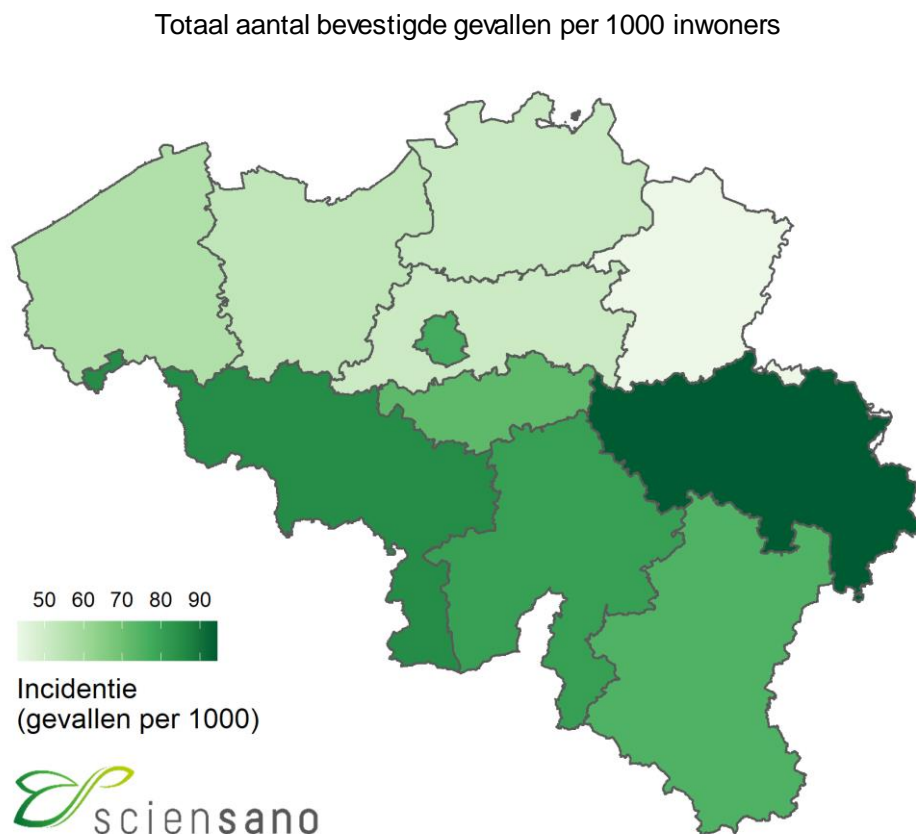 Totaal aantal bevestigde gevallen per 1000 inwoners
50 60 70 80 90
Incidentie
(gevallen per 1000)
sciensano